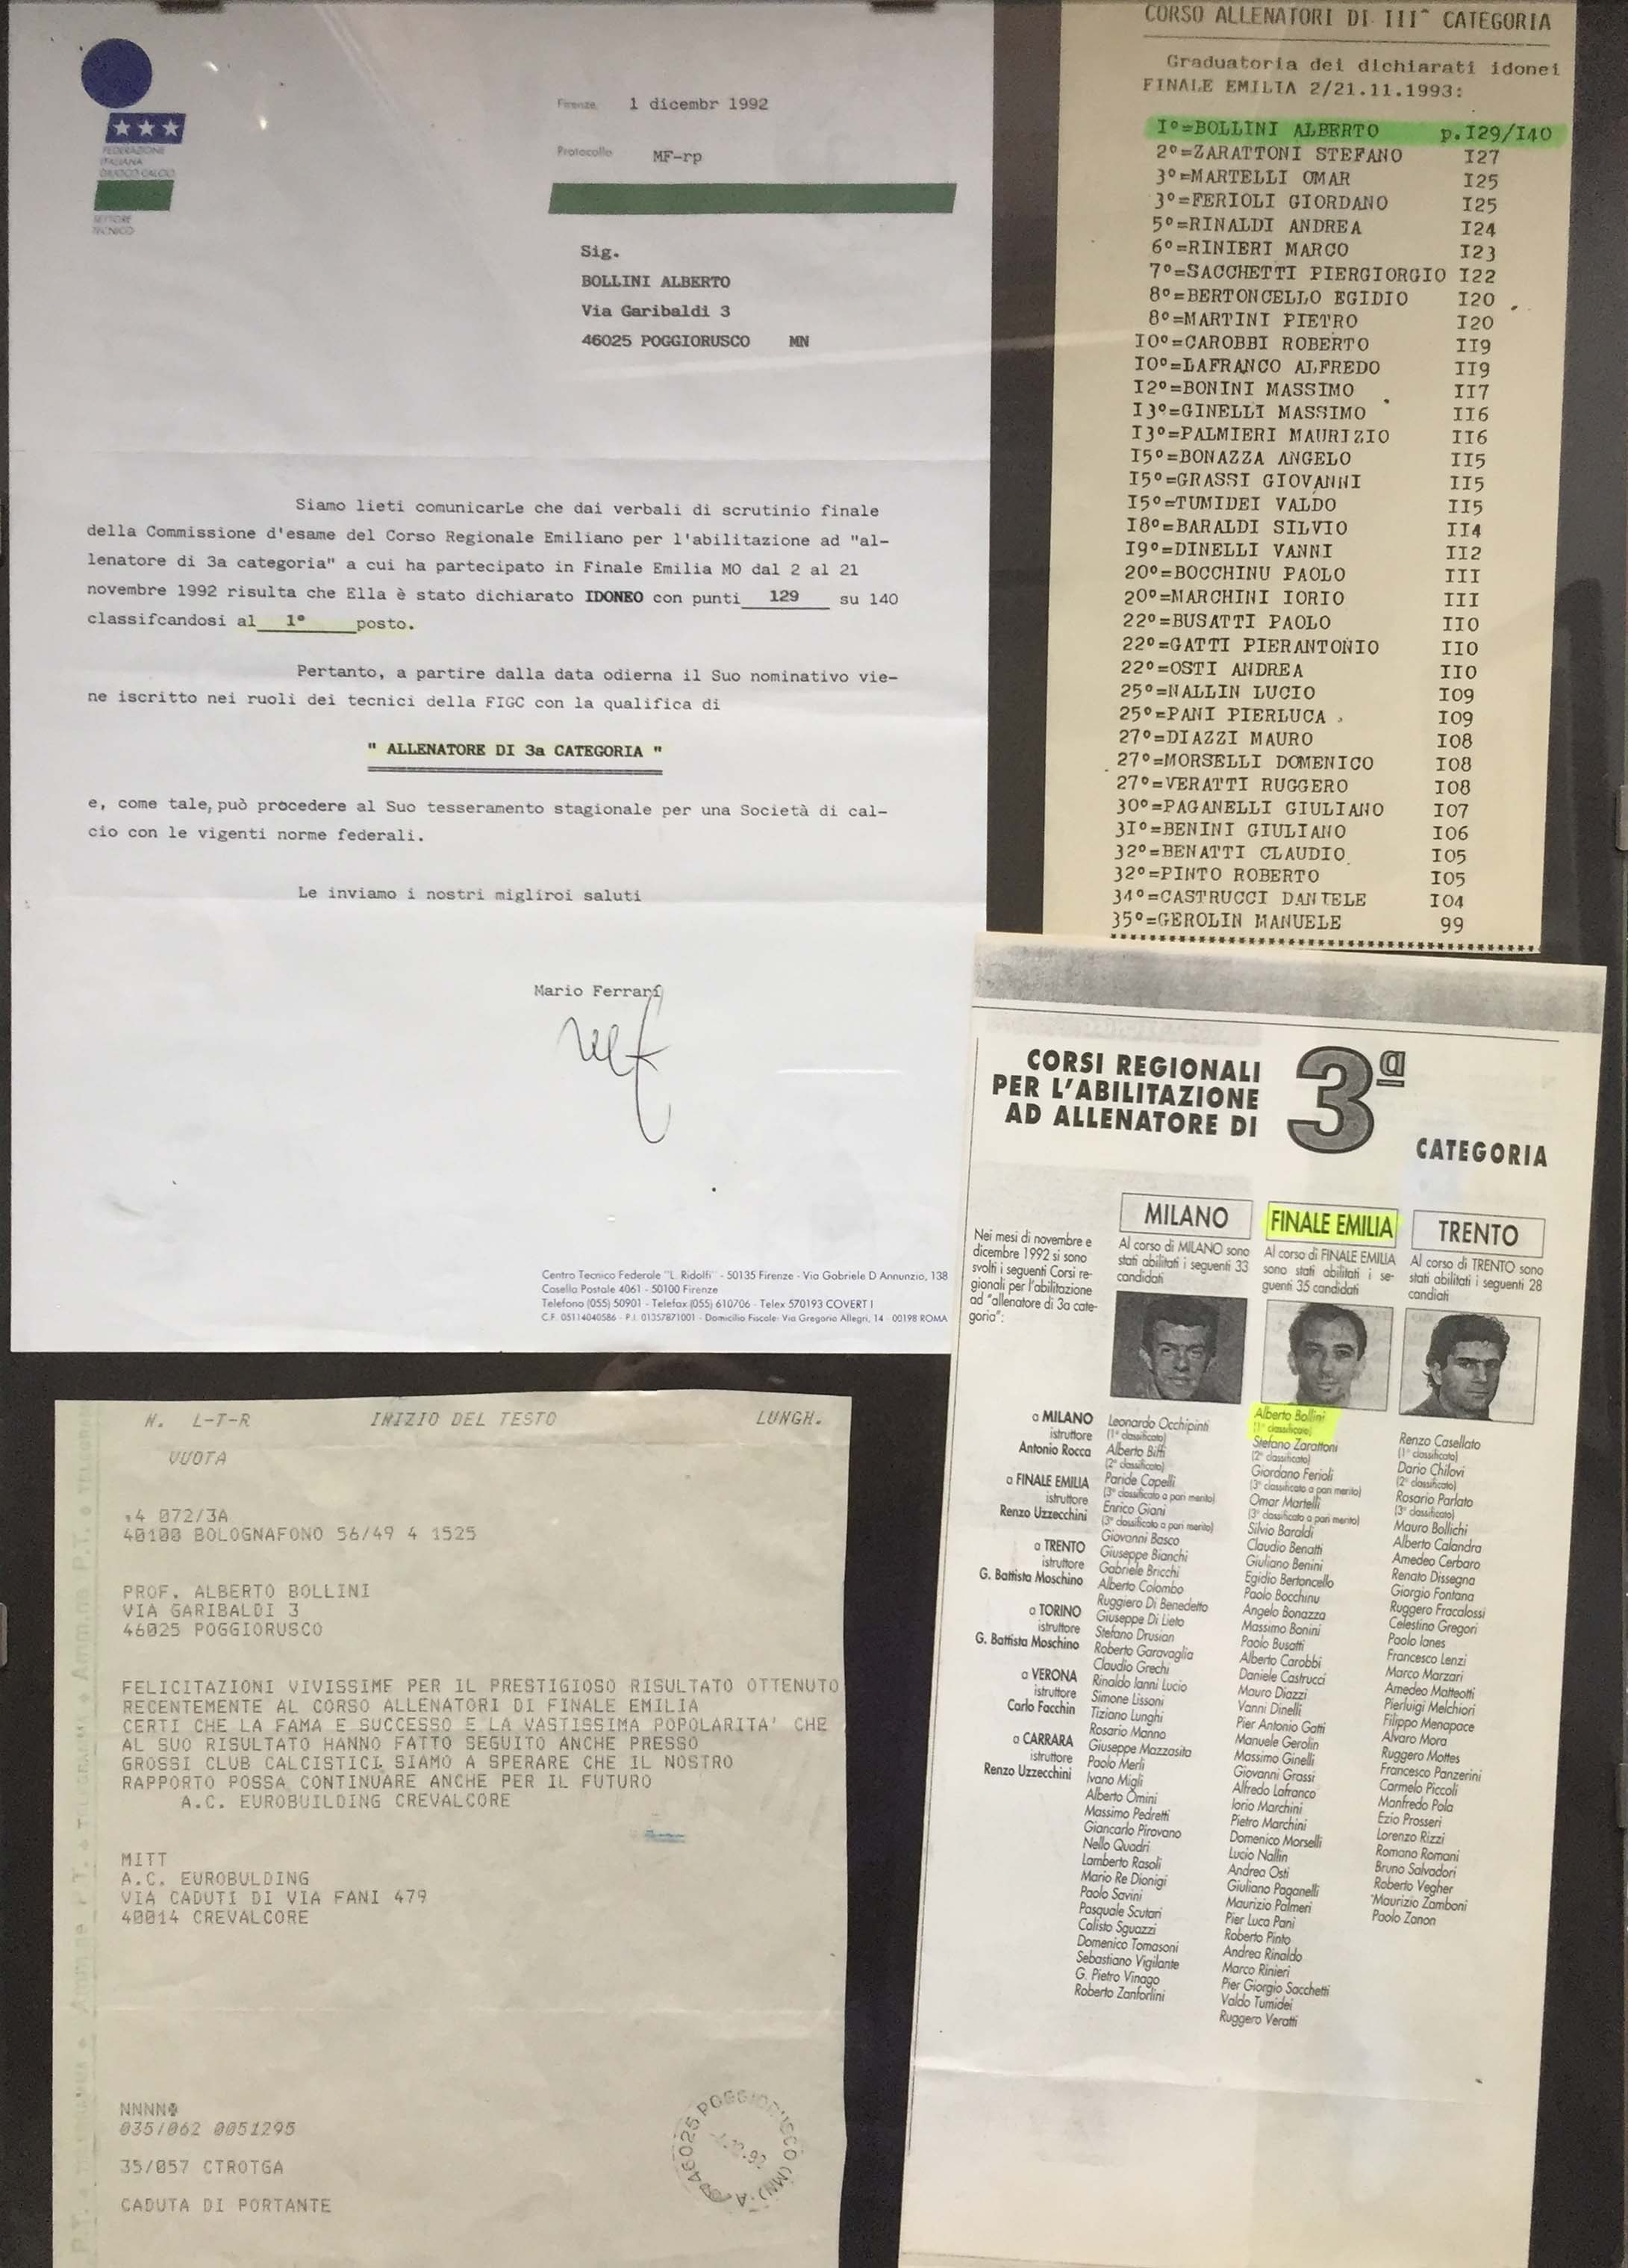 FEDERAZIONE
ITALIANA
GIUOCO CALCIO
SETTORE
TECNICO
Firenze, 1 dicembr 1992
Protocollo MF-rp
Sig.
BOLLINI ALBERTO
Via Garibaldi 3
46025 POGGIORUSCO MN
Siamo lieti comunicarLe che dai verbali di scrutinio finale
della Commissione d'esame del Corso Regionale Emiliano per l'abilitazione ad "al-
lenatore di 3a categoria" a cui ha partecipato in Finale Emilia MO dal 2 al 21
novembre 1992 risulta che Ella è stato dichiarato IDONEO con punti 129 su 140
classifcandosi al 1° posto.
Pertanto, a partire dalla data odierna il Suo nominativo vie-
ne iscritto nei ruoli dei tecnici della FIGC con la qualifica di
" ALLENATORE DI 3a CATEGORIA "
e, come tale, può procedere al Suo tesseramento stagionale per una Società di cal-
cio con le vigenti norme federali.
Le inviamo i nostri migliroi saluti
Mario Ferrari
Centro Tecnico Federale "L. Ridolfi" - 50135 Firenze - Via Gabriele D'Annunzio, 138
Casella Postale 4061 - 50100 Firenze
Telefono (055) 50901 - Telefax (055) 610706 - Telex 570193 COVERT I
C.F. 05114040586 - P.I. 01357871001 - Domicilio Fiscale: Via Gregorio Allegri, 14 - 00198 ROMA
CORSO ALLENATORI DI III^ CATEGORIA
Graduatoria dei dichiarati idonei
FINALE EMILIA 2/21.11.1993:
I°=BOLLINI ALBERTO p.I29/I40
2°=ZARATTONI STEFANO I27
3°=MARTELLI OMAR I25
3°=FERIOLI GIORDANO I25
5°=RINALDI ANDREA I24
6°=RINIERI MARCO I23
7°=SACCHETTI PIERGIORGIO I22
8°=BERTONCELLO EGIDIO I20
8°=MARTINI PIETRO I20
I0°=CAROBBI ROBERTO II9
I0°=LAFRANCO ALFREDO II9
I2°=BONINI MASSIMO II7
I3°=GINELLI MASSIMO II6
I3°=PALMIERI MAURIZIO II6
I5°=BONAZZA ANGELO II5
I5°=GRASSI GIOVANNI II5
I5°=TUMIDEI VALDO II5
I8°=BARALDI SILVIO II4
I9°=DINELLI VANNI II2
20°=BOCCHINU PAOLO III
20°=MARCHINI IORIO III
22°=BUSATTI PAOLO II0
22°=GATTI PIERANTONIO II0
22°=OSTI ANDREA II0
25°=NALLIN LUCIO I09
25°=PANI PIERLUCA I09
27°=DIAZZI MAURO I08
27°=MORSELLI DOMENICO I08
27°=VERATTI RUGGERO I08
30°=PAGANELLI GIULIANO I07
3I°=BENINI GIULIANO I06
32°=BENATTI CLAUDIO I05
32°=PINTO ROBERTO I05
34°=CASTRUCCI DANIELE I04
35°=GEROLIN MANUELE 99
CORSI REGIONALI
PER L'ABILITAZIONE
AD ALLENATORE DI
3ª
CATEGORIA
Nei mesi di novembre e
dicembre 1992 si sono
svolti i seguenti Corsi re-
gionali per l'abilitazione
ad "allenatore di 3a cate-
goria":
a MILANO
istruttore
Antonio Rocca
a FINALE EMILIA
istruttore
Renzo Uzzecchini
a TRENTO
istruttore
G. Battista Moschino
a TORINO
istruttore
G. Battista Moschino
a VERONA
istruttore
Carlo Facchin
a CARRARA
istruttore
Renzo Uzzecchini
MILANO
Al corso di MILANO sono
stati abilitati i seguenti 33
candidati
Leonardo Occhipinti
(1° classificato)
Alberto Biffi
(2° classificato)
Paride Capelli
(3° classificato a pari merito)
Enrico Giani
(3° classificato a pari merito)
Giovanni Basco
Giuseppe Bianchi
Gabriele Bricchi
Alberto Colombo
Ruggiero Di Benedetto
Giuseppe Di Lieto
Stefano Drusian
Roberto Garavaglia
Claudio Grechi
Rinaldo Ianni Lucio
Simone Lissoni
Tiziano Lunghi
Rosario Manno
Giuseppe Mazzasita
Paolo Merli
Ivano Migli
Alberto Omini
Massimo Pedretti
Giancarlo Pirovano
Nello Quadri
Lamberto Rasoli
Mario Re Dionigi
Paolo Savini
Pasquale Scutari
Calisto Sguazzi
Domenico Tomasoni
Sebastiano Vigilante
G. Pietro Vinago
Roberto Zanforlini
FINALE EMILIA
Al corso di FINALE EMILIA
sono stati abilitati i se-
guenti 35 candidati
Alberto Bollini
(1° classificato)
Stefano Zarattoni
(2° classificato)
Giordano Ferioli
(3° classificato a pari merito)
Omar Martelli
(3° classificato a pari merito)
Silvio Baraldi
Claudio Benatti
Giuliano Benini
Egidio Bertoncello
Paolo Bocchinu
Angelo Bonazza
Massimo Bonini
Paolo Busatti
Alberto Carobbi
Daniele Castrucci
Mauro Diazzi
Vanni Dinelli
Pier Antonio Gatti
Manuele Gerolin
Massimo Ginelli
Giovanni Grassi
Alfredo Lafranco
Iorio Marchini
Pietro Marchini
Domenico Morselli
Lucio Nallin
Andrea Osti
Giuliano Paganelli
Maurizio Palmeri
Pier Luca Pani
Roberto Pinto
Andrea Rinaldo
Marco Rinieri
Pier Giorgio Sacchetti
Valdo Tumidei
Ruggero Veratti
TRENTO
Al corso di TRENTO sono
stati abilitati i seguenti 28
candiati
Renzo Casellato
(1° classificato)
Dario Chilovi
(2° classificato)
Rosario Parlato
(3° classificato)
Mauro Bollichi
Alberto Calandra
Amedeo Cerbaro
Renato Dissegna
Giorgio Fontana
Ruggero Fracalossi
Celestino Gregori
Paolo Ianes
Francesco Lenzi
Marco Marzari
Amedeo Matteotti
Pierluigi Melchiori
Filippo Menapace
Alvaro Mora
Ruggero Mottes
Francesco Panzerini
Carmelo Piccoli
Manfredo Pola
Ezio Prosseri
Lorenzo Rizzi
Romano Romani
Bruno Salvadori
Roberto Vegher
Maurizio Zamboni
Paolo Zanon
N. L-T-R INIZIO DEL TESTO LUNGH.
VUOTA
.4 072/3A
40100 BOLOGNAFONO 56/49 4 1525
PROF. ALBERTO BOLLINI
VIA GARIBALDI 3
46025 POGGIORUSCO
FELICITAZIONI VIVISSIME PER IL PRESTIGIOSO RISULTATO OTTENUTO
RECENTEMENTE AL CORSO ALLENATORI DI FINALE EMILIA
CERTI CHE LA FAMA E SUCCESSO E LA VASTISSIMA POPOLARITA' CHE
AL SUO RISULTATO HANNO FATTO SEGUITO ANCHE PRESSO
GROSSI CLUB CALCISTICI, SIAMO A SPERARE CHE IL NOSTRO
RAPPORTO POSSA CONTINUARE ANCHE PER IL FUTURO
A.C. EUROBUILDING CREVALCORE
MITT
A.C. EUROBULDING
VIA CADUTI DI VIA FANI 479
40014 CREVALCORE
NNNN
035/062 0051295
35/057 CTROTGA
CADUTA DI PORTANTE
46025 POGGIORUSCO (MN)